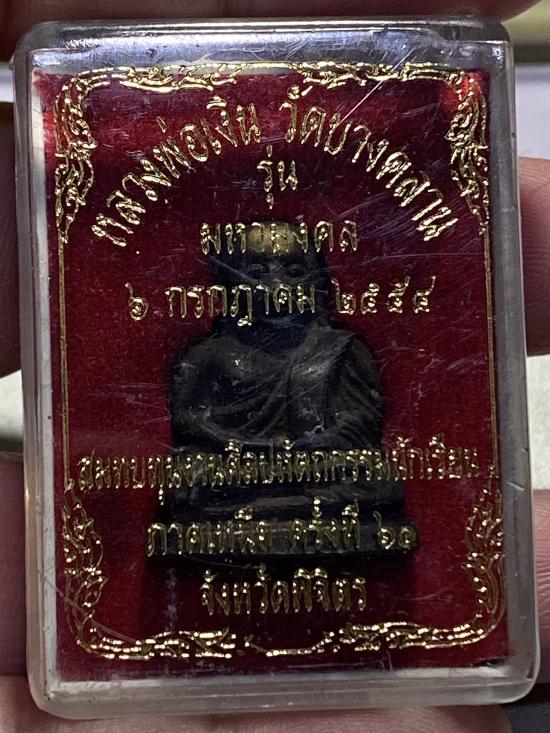 หลวงพ่อเงิน วัดบางคลาน
รุ่น
มหามงคล
๖ กรกฎาคม ๒๕๕๔
สมทบทุนงานศิลปหัตถกรรมนักเรียน
ภาคเหนือ ครั้งที่ ๖๑
จังหวัดพิจิตร